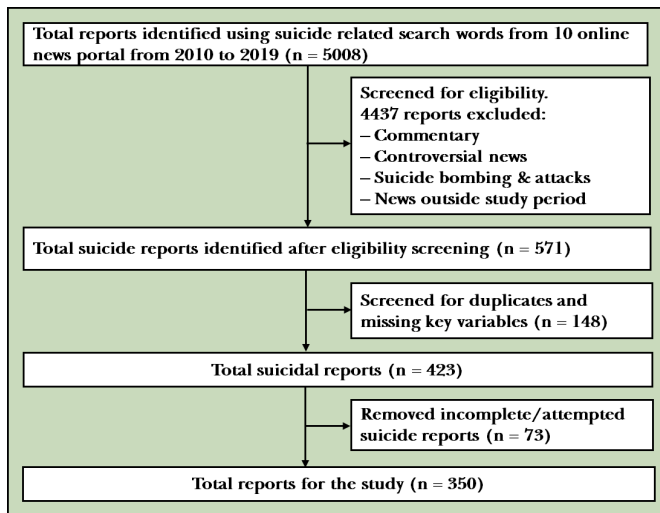 Total reports identified using suicide related search words from 10 online
news portal from 2010 to 2019 (n = 5008)
Screened for eligibility.
4437 reports excluded:
– Commentary
– Controversial news
– Suicide bombing & attacks
– News outside study period
Total suicide reports identified after eligibility screening (n = 571)
Screened for duplicates and
missing key variables (n = 148)
Total suicidal reports (n = 423)
Removed incomplete/attempted
suicide reports (n = 73)
Total reports for the study (n = 350)